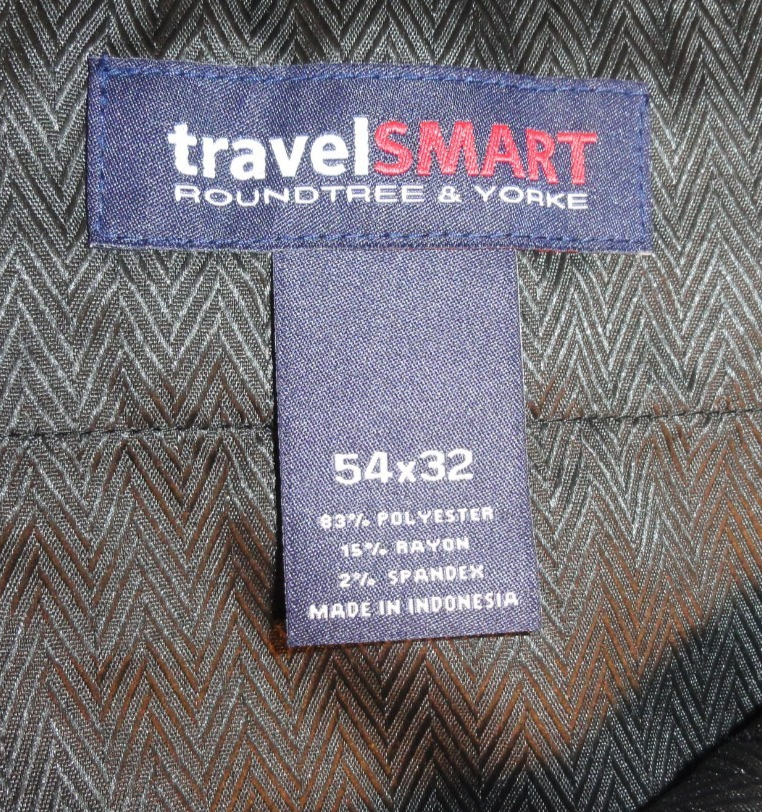 travelSMART
ROUNDTREE & YORKE
54x32
83% POLYESTER
15% RAYON
2% SPANDEX
MADE IN INDONESIA